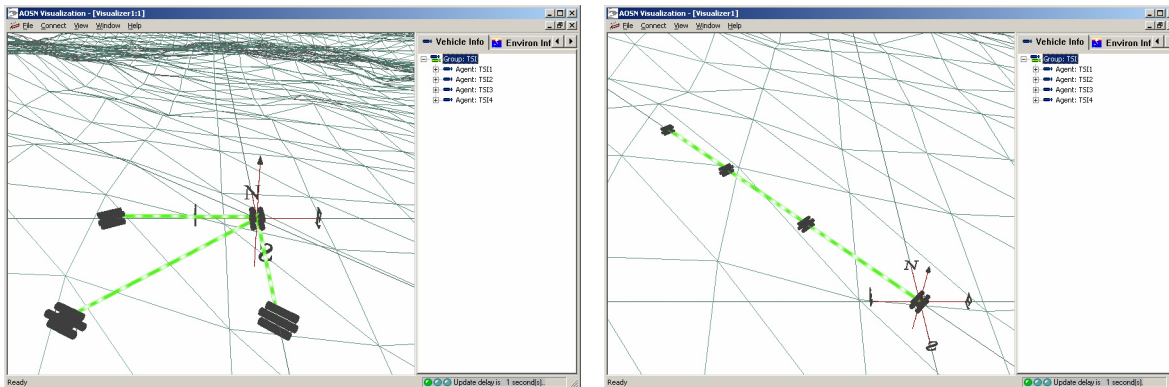 AOSN Visualization - [Visualizer1:1]
File Connect View Window Help
Vehicle Info Environ Inf
Group: TSI
Agent: TSI1
Agent: TSI2
Agent: TSI3
Agent: TSI4
N
S
Ready
Update delay is 1 second(s).
AOSN Visualization - [Visualizer1]
File Connect View Window Help
Vehicle Info Environ Inf
Group: TSI
Agent: TSI1
Agent: TSI2
Agent: TSI3
Agent: TSI4
N
S
Ready
Update delay is 1 second(s).